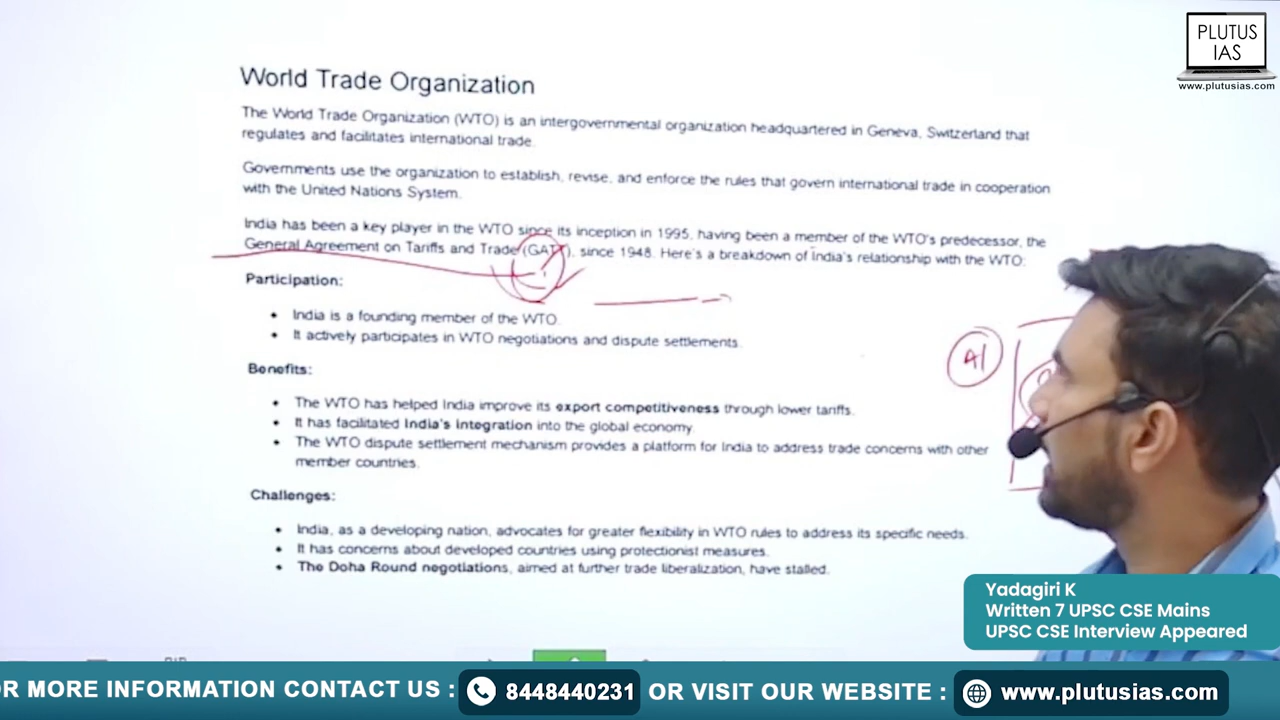 PLUTUS
IAS
www.plutusias.com
World Trade Organization
The World Trade Organization (WTO) is an intergovernmental organization headquartered in Geneva, Switzerland that
regulates and facilitates international trade.
Governments use the organization to establish, revise, and enforce the rules that govern international trade in cooperation
with the United Nations System.
India has been a key player in the WTO since its inception in 1995, having been a member of the WTO's predecessor, the
General Agreement on Tariffs and Trade (GATT), since 1948. Here's a breakdown of India's relationship with the WTO:
Participation:
• India is a founding member of the WTO.
• It actively participates in WTO negotiations and dispute settlements.
A1
Benefits:
• The WTO has helped India improve its export competitiveness through lower tariffs.
• It has facilitated India's integration into the global economy.
• The WTO dispute settlement mechanism provides a platform for India to address trade concerns with other
member countries.
Challenges:
• India, as a developing nation, advocates for greater flexibility in WTO rules to address its specific needs.
• It has concerns about developed countries using protectionist measures.
• The Doha Round negotiations, aimed at further trade liberalization, have stalled.
Yadagiri K
Written 7 UPSC CSE Mains
UPSC CSE Interview Appeared
OR MORE INFORMATION CONTACT US : 8448440231 OR VISIT OUR WEBSITE : www.plutusias.com